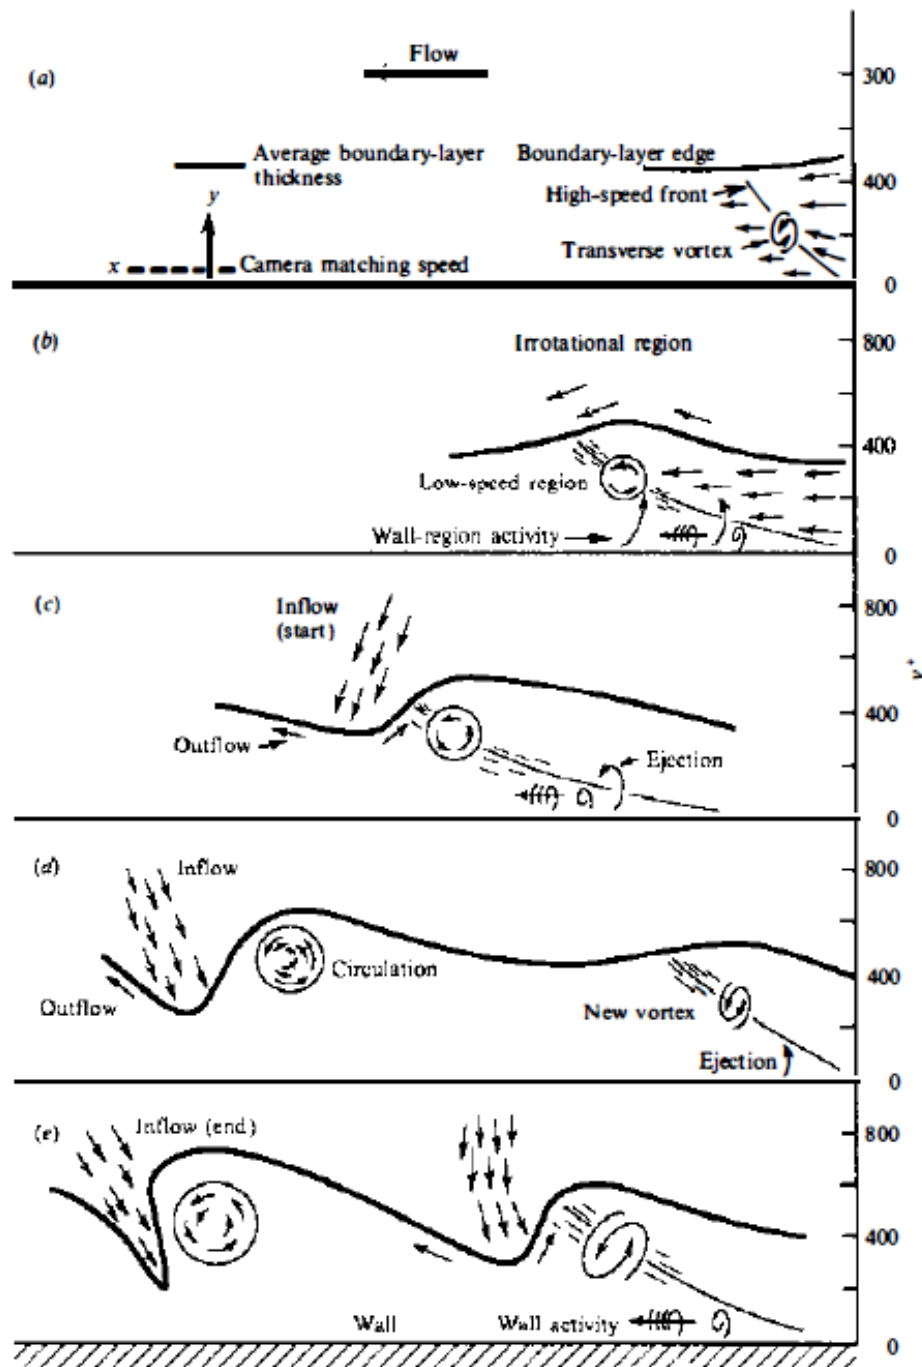 (a)
Flow
300
Average boundary-layer
thickness
Boundary-layer edge
400
High-speed front
y
Transverse vortex
x
Camera matching speed
0
(b)
Irrotational region
800
400
Low-speed region
Wall-region activity
0
(c)
Inflow
(start)
800
y+
400
Outflow
Ejection
0
(d)
Inflow
800
Circulation
400
Outflow
New vortex
Ejection
0
(e)
Inflow (end)
800
400
Wall
Wall activity
0